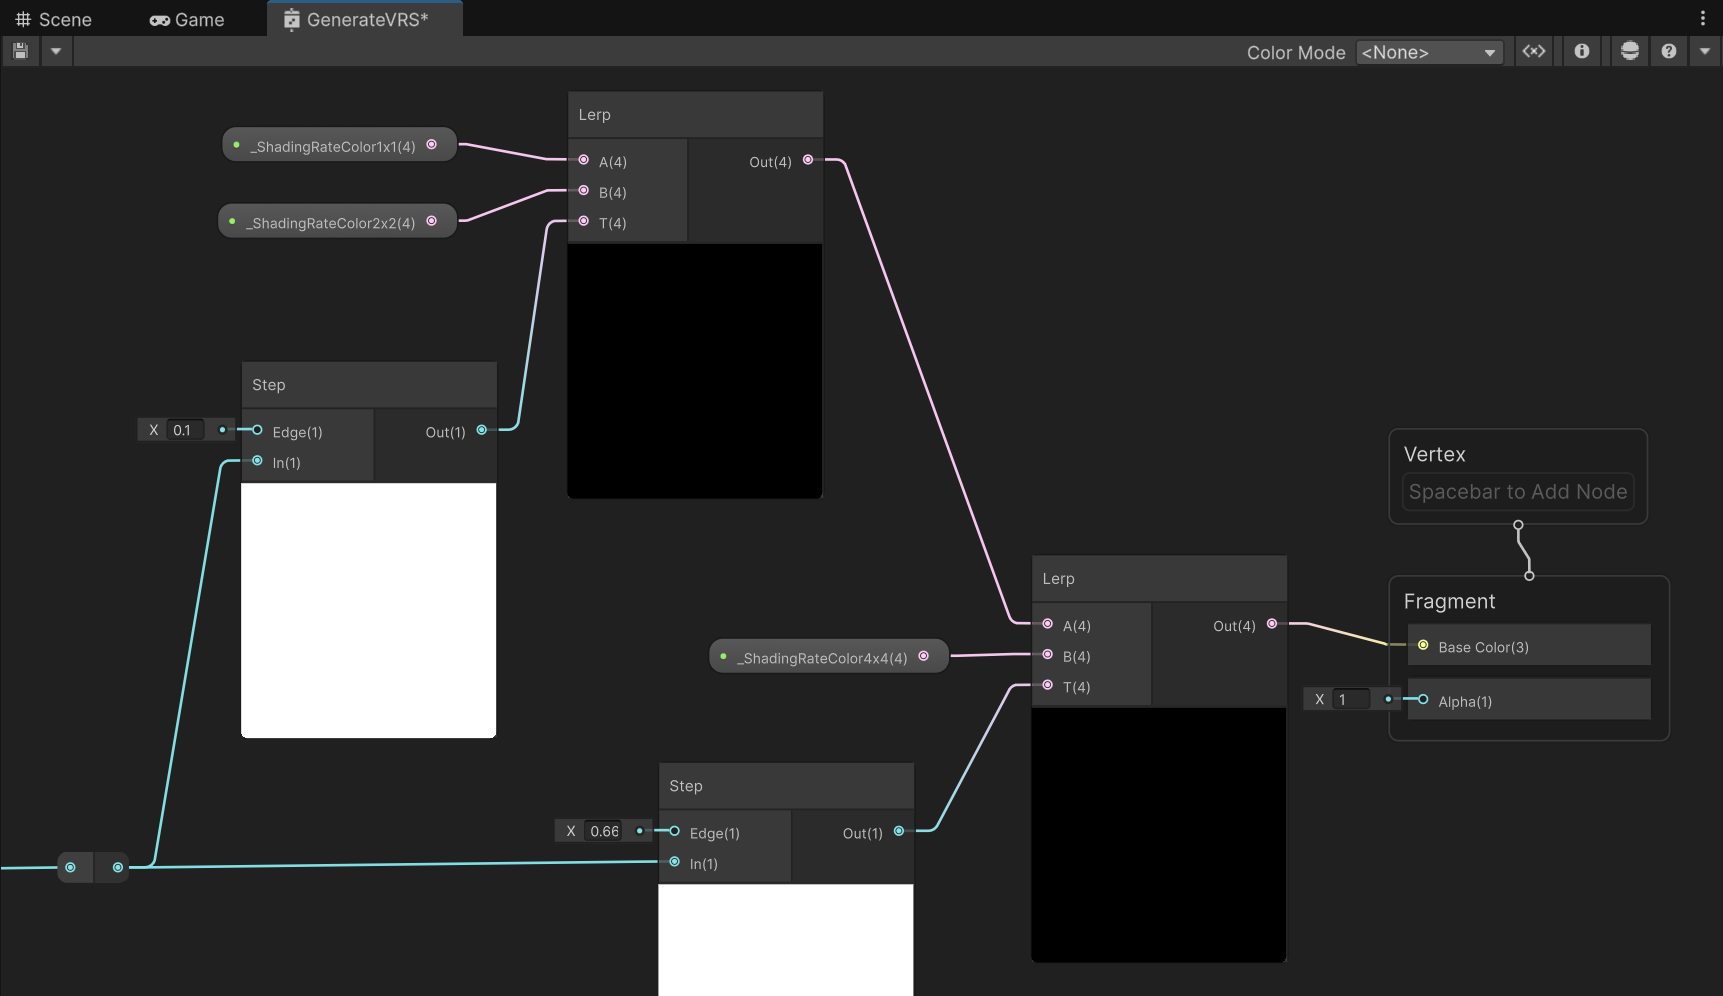 Scene
Game
GenerateVRS*
Color Mode
<None>
Lerp
_ShadingRateColor1x1(4)
A(4)
Out(4)
B(4)
_ShadingRateColor2x2(4)
T(4)
Step
X 0.1
Edge(1)
Out(1)
In(1)
Vertex
Spacebar to Add Node
Lerp
Fragment
A(4)
Out(4)
Base Color(3)
_ShadingRateColor4x4(4)
B(4)
T(4)
X 1
Alpha(1)
Step
X 0.66
Edge(1)
Out(1)
In(1)